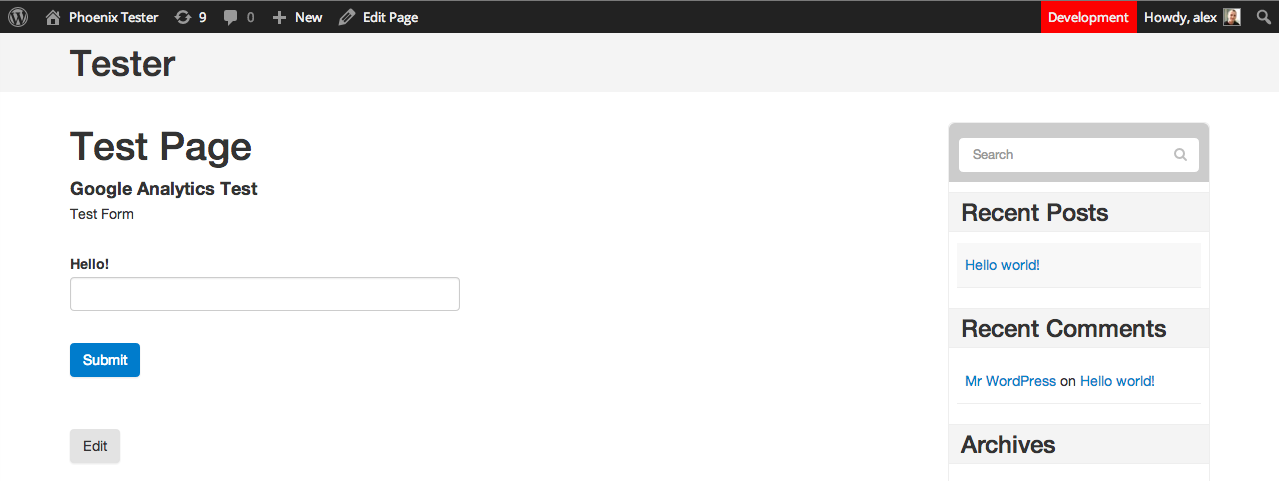 Phoenix Tester 9 0 New Edit Page Development Howdy, alex
Tester
Test Page
Google Analytics Test
Test Form
Hello!
Submit
Edit
Search
Recent Posts
Hello world!
Recent Comments
Mr WordPress on Hello world!
Archives